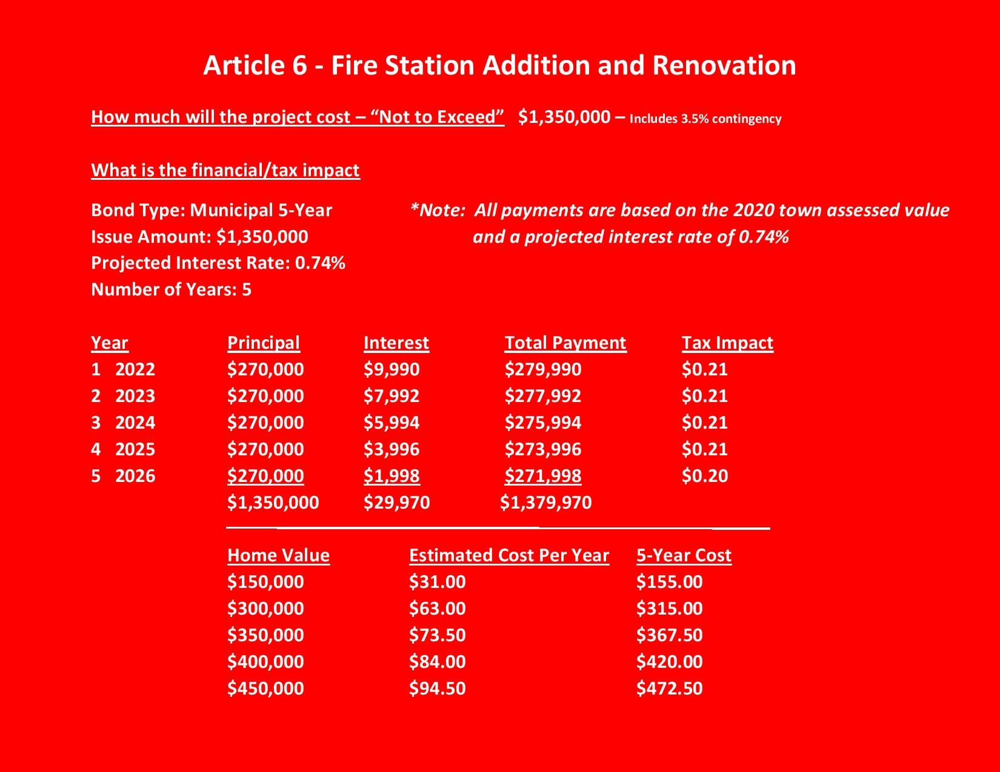 Article 6 - Fire Station Addition and Renovation
How much will the project cost – “Not to Exceed” $1,350,000 – Includes 3.5% contingency
What is the financial/tax impact
Bond Type: Municipal 5-Year *Note: All payments are based on the 2020 town assessed value
Issue Amount: $1,350,000 and a projected interest rate of 0.74%
Projected Interest Rate: 0.74%
Number of Years: 5
Year Principal Interest Total Payment Tax Impact
1 2022 $270,000 $9,990 $279,990 $0.21
2 2023 $270,000 $7,992 $277,992 $0.21
3 2024 $270,000 $5,994 $275,994 $0.21
4 2025 $270,000 $3,996 $273,996 $0.21
5 2026 $270,000 $1,998 $271,998 $0.20
$1,350,000 $29,970 $1,379,970
Home Value Estimated Cost Per Year 5-Year Cost
$150,000 $31.00 $155.00
$300,000 $63.00 $315.00
$350,000 $73.50 $367.50
$400,000 $84.00 $420.00
$450,000 $94.50 $472.50